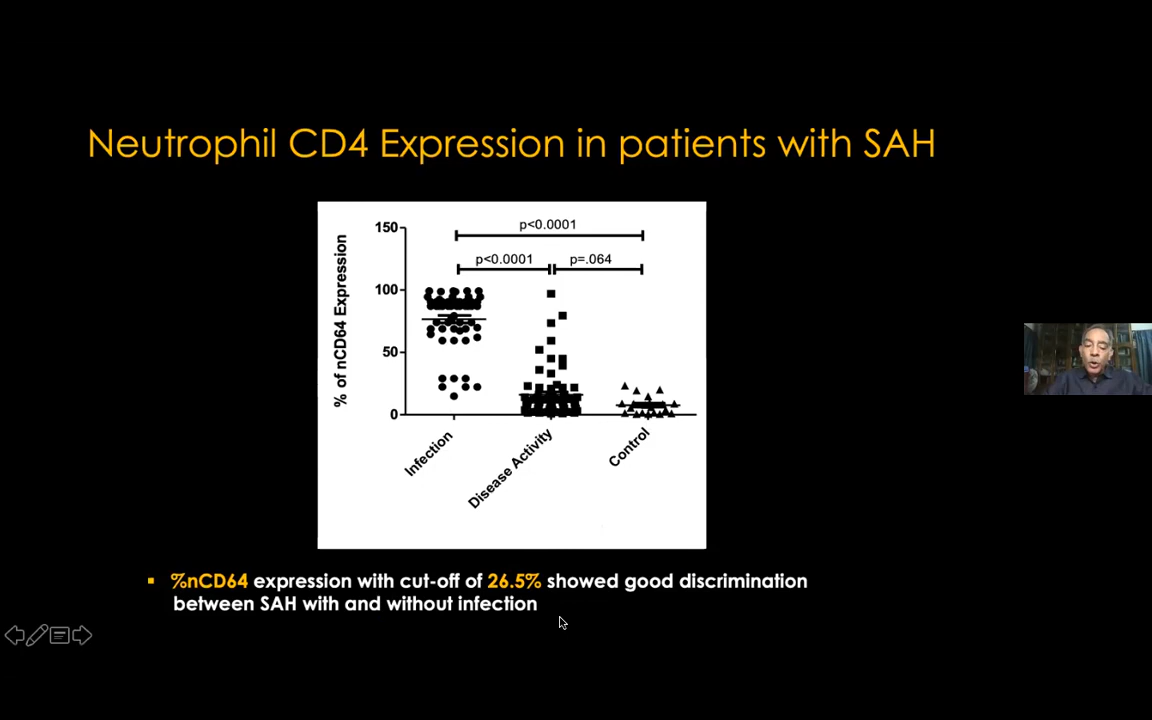 Neutrophil CD4 Expression in patients with SAH
% of nCD64 Expression
150
100
50
0
p<0.0001
p<0.0001
p=.064
Infection
Disease Activity
Control
▪ %nCD64 expression with cut-off of 26.5% showed good discrimination
between SAH with and without infection